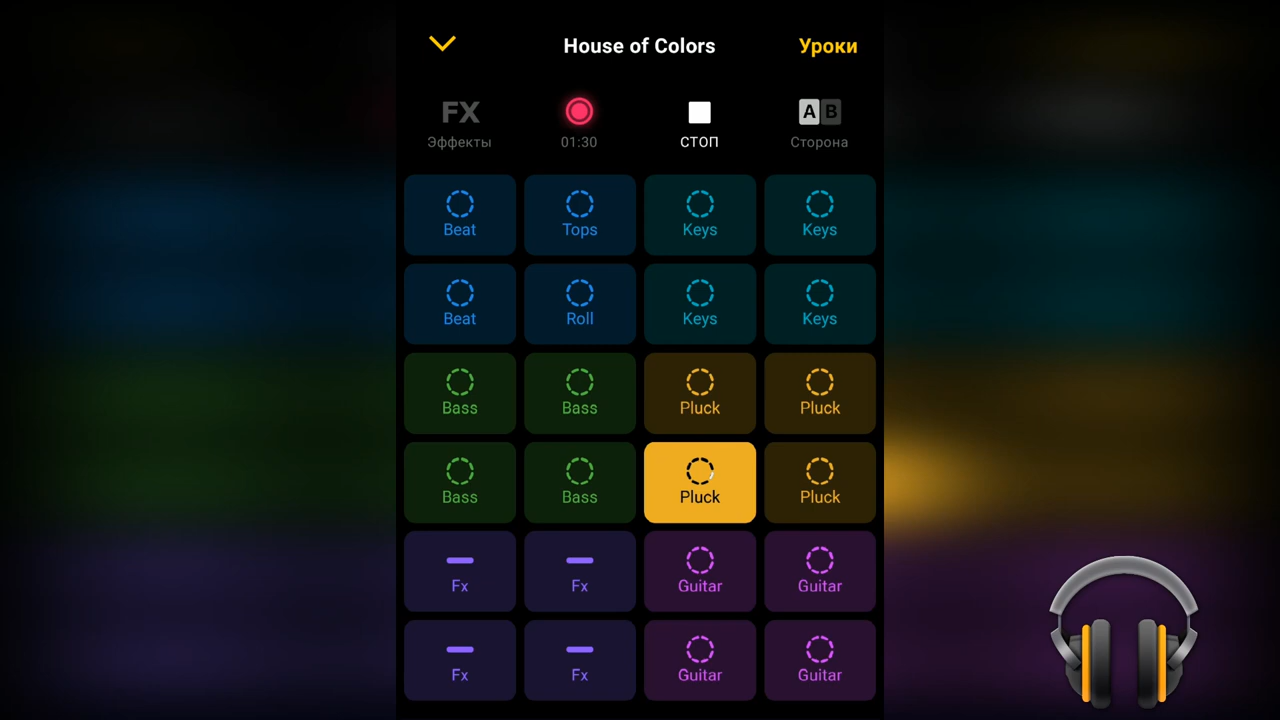 House of Colors
Уроки
FX
A B
Эффекты
01:30
СТОП
Сторона
Beat
Tops
Keys
Keys
Beat
Roll
Keys
Keys
Bass
Bass
Pluck
Pluck
Bass
Bass
Pluck
Pluck
Fx
Fx
Guitar
Guitar
Fx
Fx
Guitar
Guitar